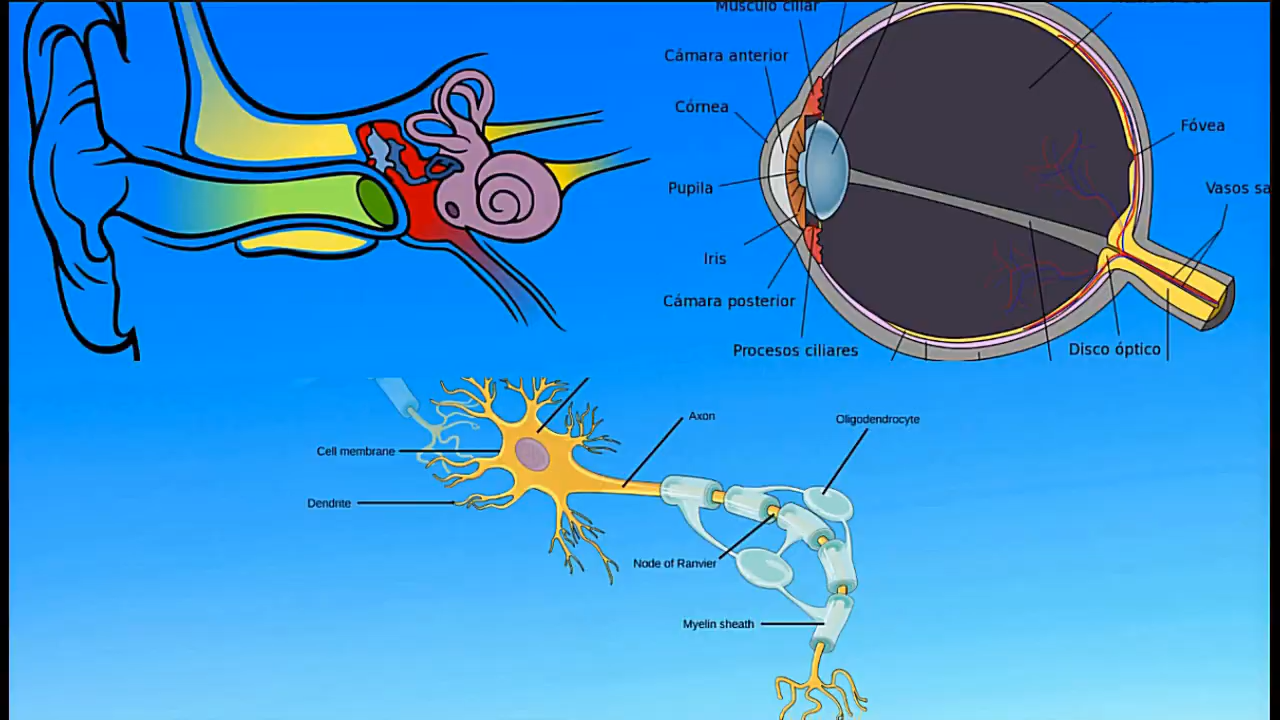 Músculo ciliar
Cámara anterior
Córnea
Pupila
Iris
Cámara posterior
Procesos ciliares
Fóvea
Vasos sa
Disco óptico
Axon
Oligodendrocyte
Cell membrane
Dendrite
Node of Ranvier
Myelin sheath